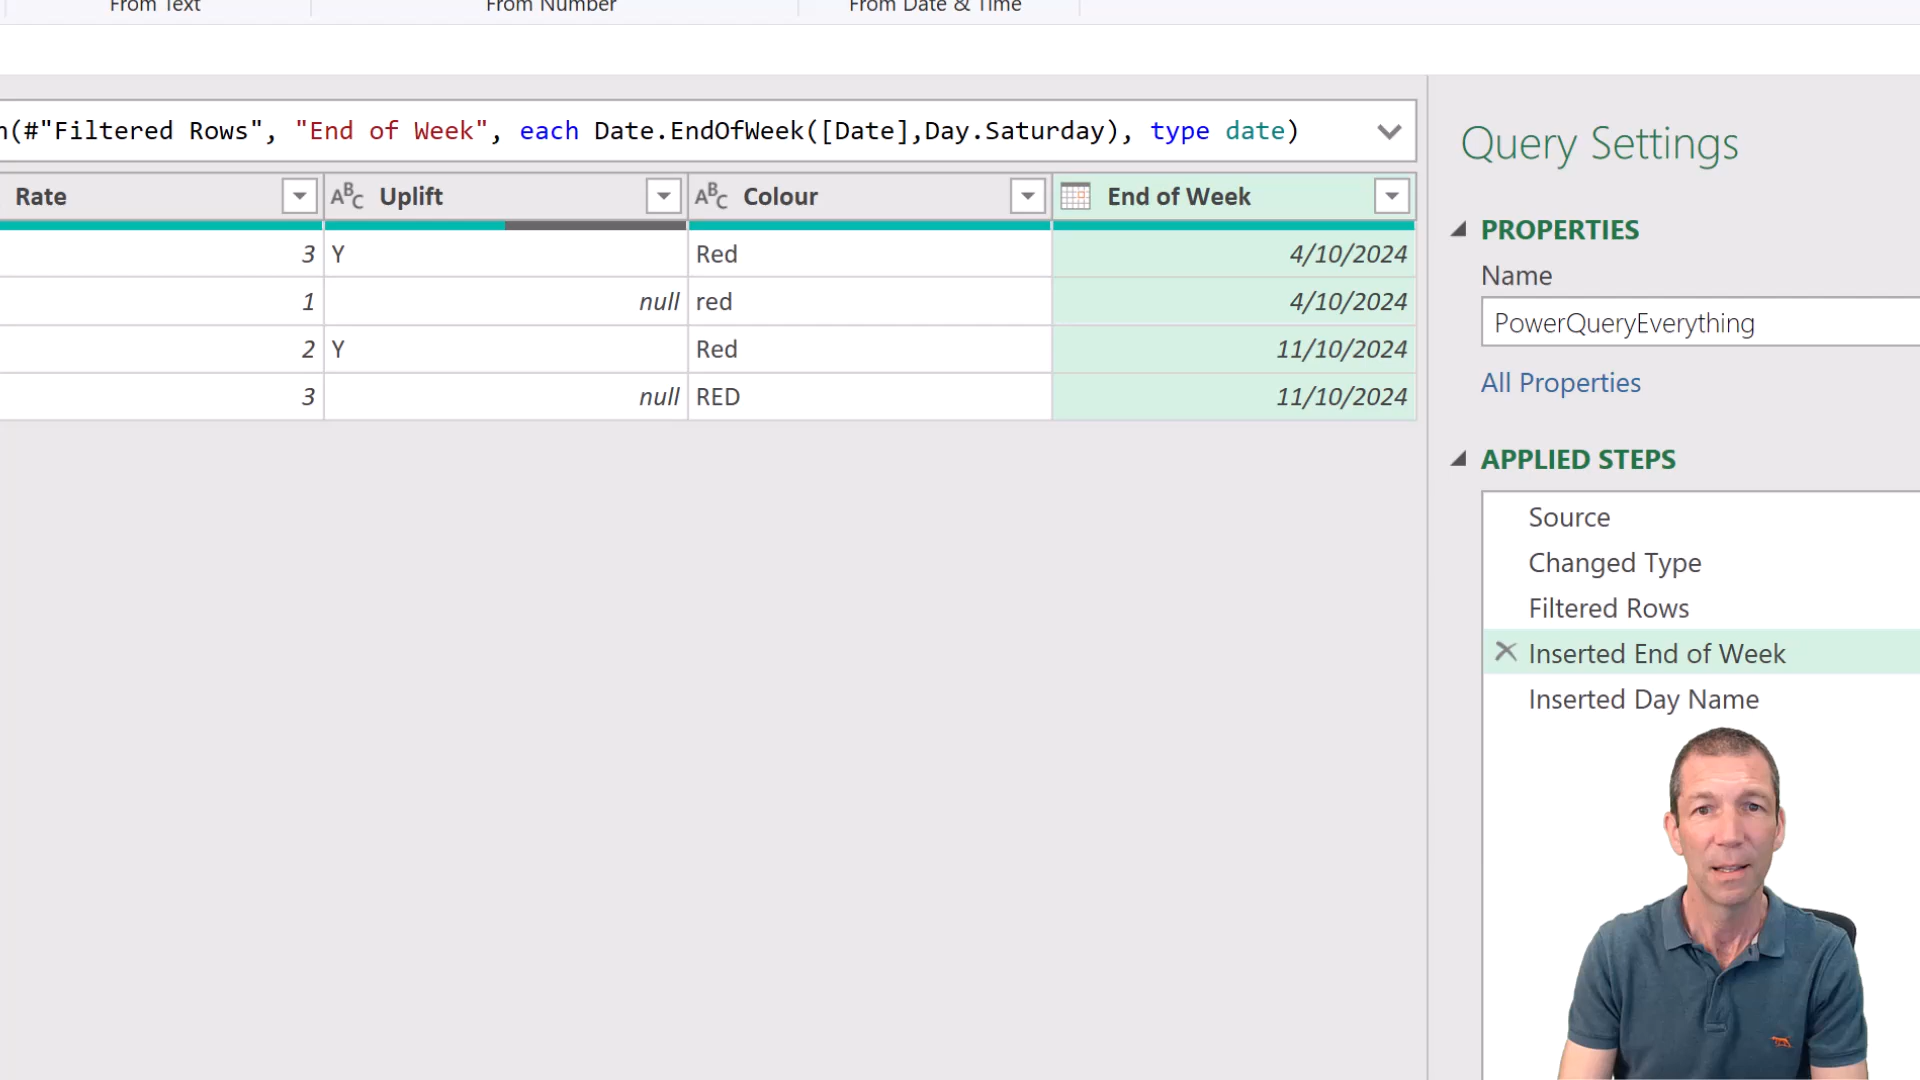 From Text From Number From Date & Time
n(#"Filtered Rows", "End of Week", each Date.EndOfWeek([Date],Day.Saturday), type date)
Rate ABC Uplift ABC Colour End of Week
3 Y Red 4/10/2024
1 null red 4/10/2024
2 Y Red 11/10/2024
3 null RED 11/10/2024
Query Settings
PROPERTIES
Name
PowerQueryEverything
All Properties
APPLIED STEPS
Source
Changed Type
Filtered Rows
Inserted End of Week
Inserted Day Name